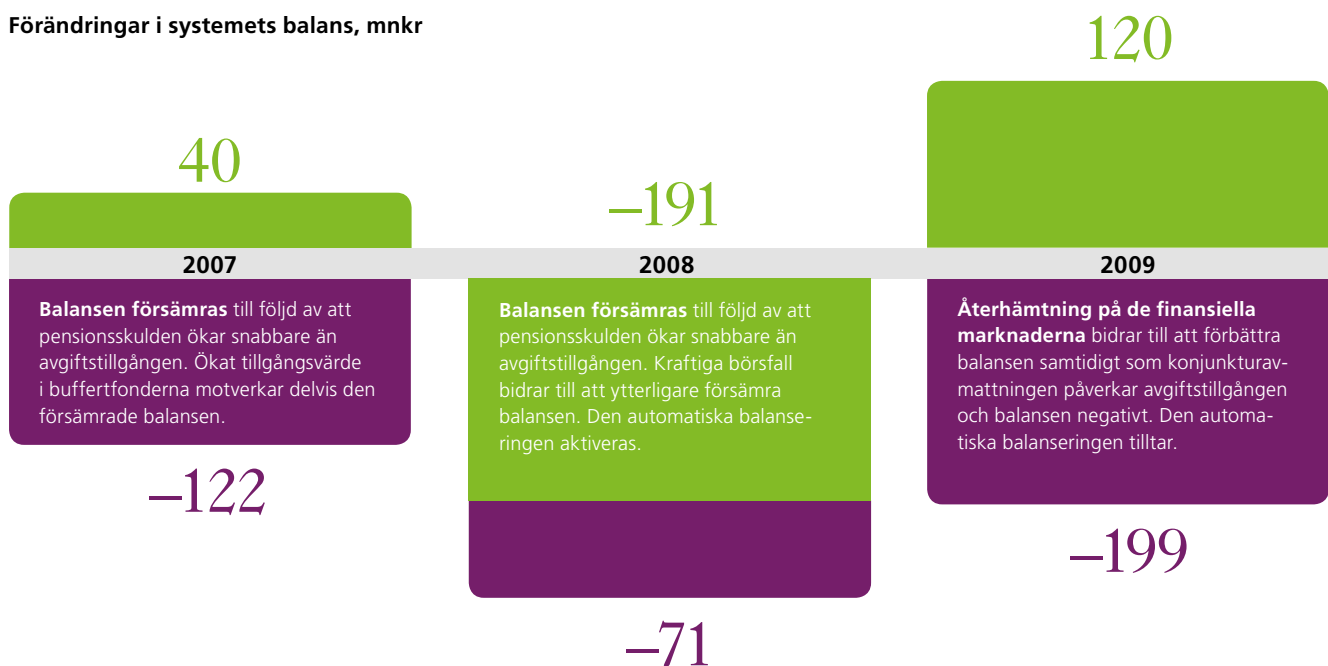 Förändringar i systemets balans, mnkr
40
2007
Balansen försämras till följd av att
pensionsskulden ökar snabbare än
avgiftstillgången. Ökat tillgångsvärde
i buffertfonderna motverkar delvis den
försämrade balansen.
–122
–191
2008
Balansen försämras till följd av att
pensionsskulden ökar snabbare än
avgiftstillgången. Kraftiga börsfall
bidrar till att ytterligare försämra
balansen. Den automatiska balanse-
ringen aktiveras.
–71
120
2009
Återhämtning på de finansiella
marknaderna bidrar till att förbättra
balansen samtidigt som konjunkturav-
mattningen påverkar avgiftstillgången
och balansen negativt. Den automa-
tiska balanseringen tilltar.
–199